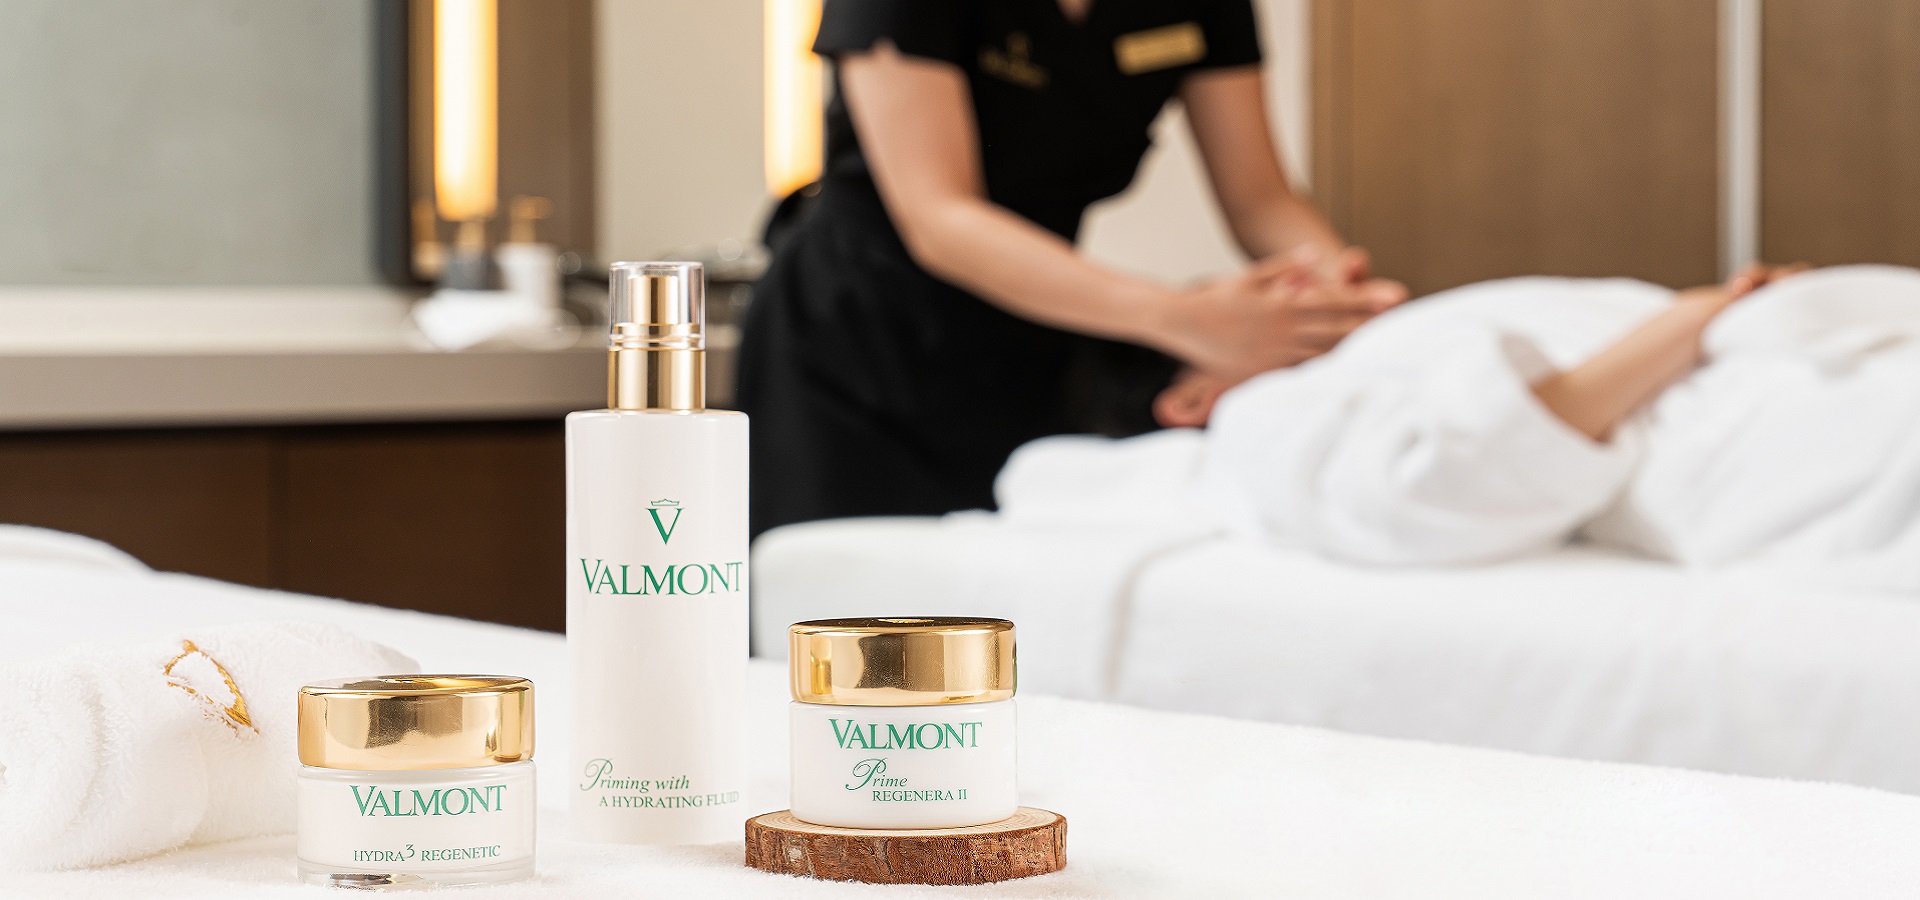 V
VALMONT
Priming with
A HYDRATING FLUID
VALMONT
HYDRA3 REGENETIC
VALMONT
Prime
REGENERA II